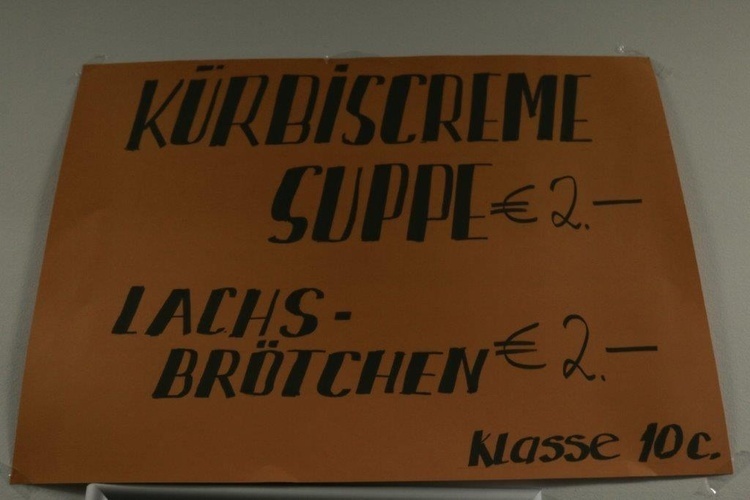 KÜRBISCREME
SUPPE € 2.—
LACHS-
BRÖTCHEN € 2.—
Klasse 10c.